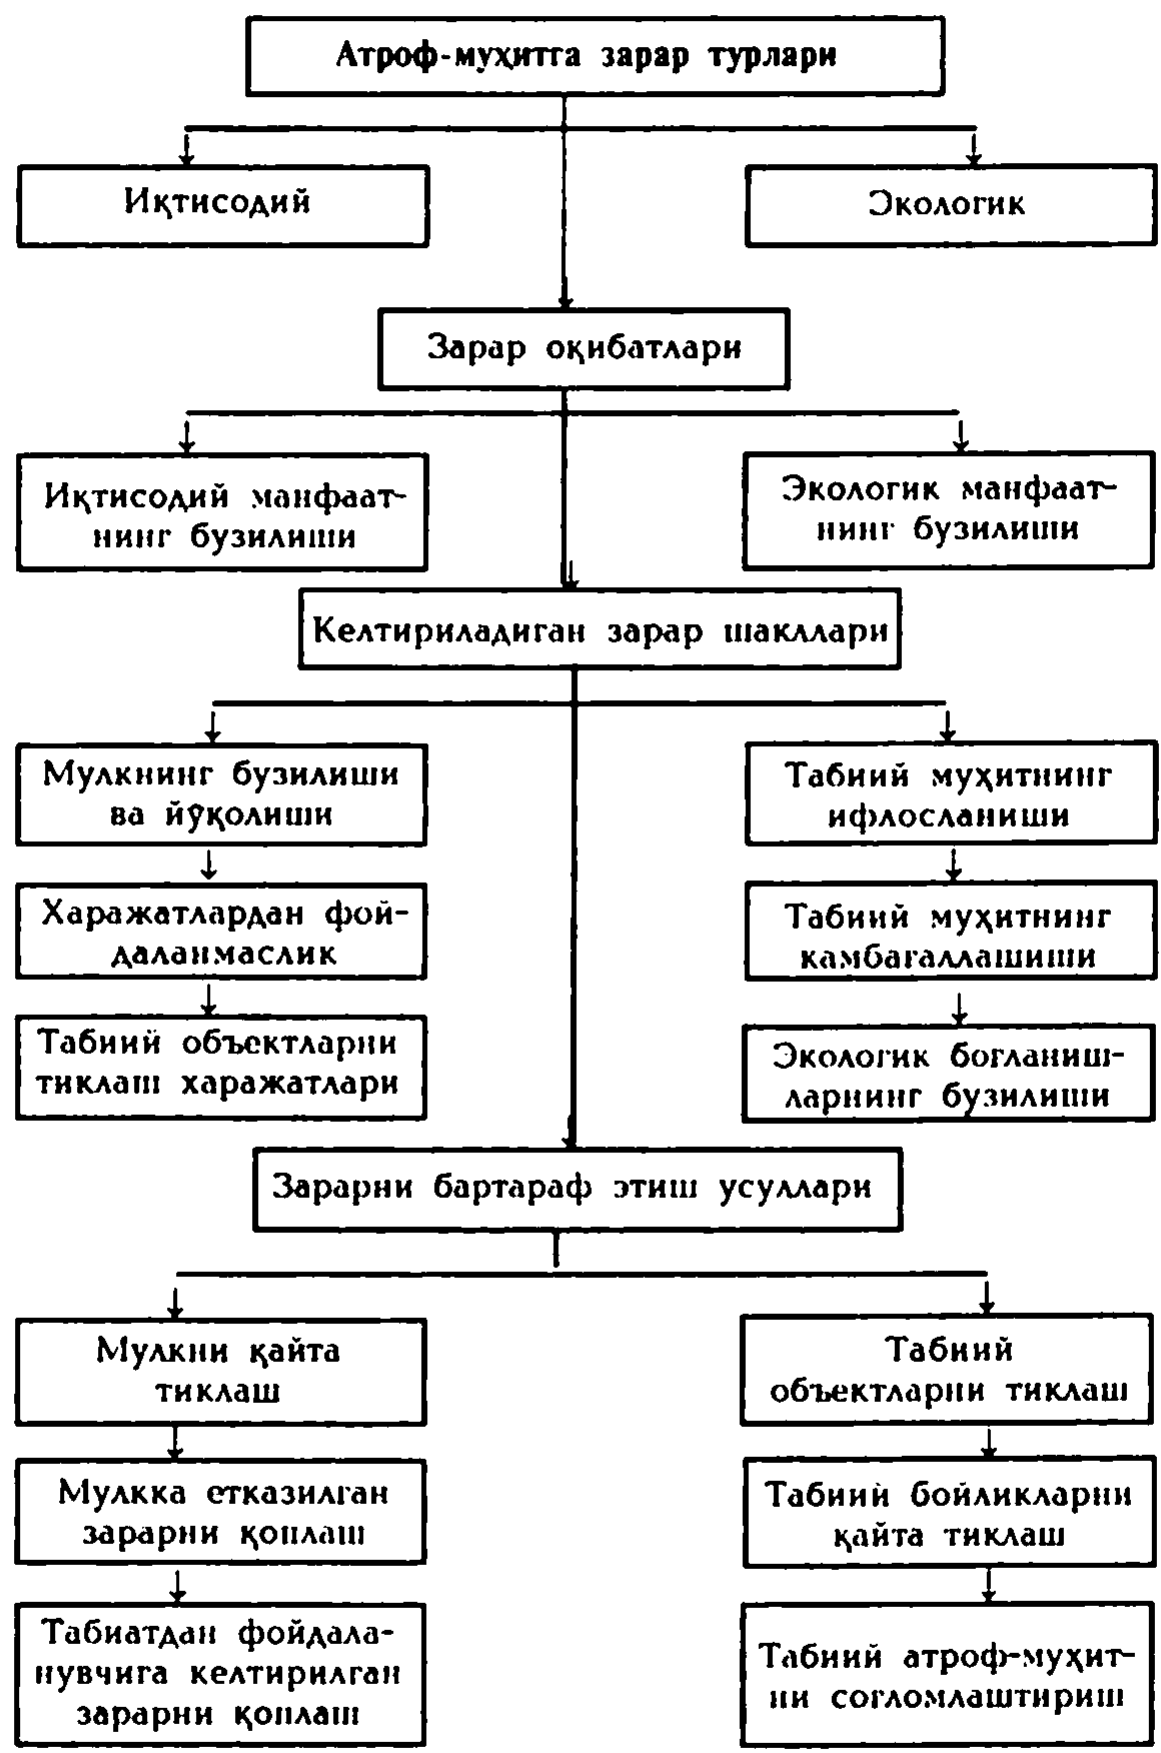 Атроф-муҳитга зарар турлари
Иқтисодий
Экологик
Зарар оқибатлари
Иқтисодий манфаат-
нинг бузилиши
Экологик манфаат-
нинг бузилиши
Келтириладиган зарар шакллари
Мулкнинг бузилиши
ва йўқолиши
Табиий муҳитнинг
ифлосланиши
Харажатлардан фой-
даланмаслик
Табиий муҳитнинг
камбағаллашиши
Табиий объектларни
тиклаш харажатлари
Экологик боғланиш-
ларнинг бузилиши
Зарарни бартараф этиш усуллари
Мулкни қайта
тиклаш
Табиий
объектларни тиклаш
Мулкка етказилган
зарарни қоплаш
Табиий бойликларни
қайта тиклаш
Табиатдан фойдала-
нувчига келтирилган
зарарни қоплаш
Табиий атроф-муҳит-
ни соғломлаштириш